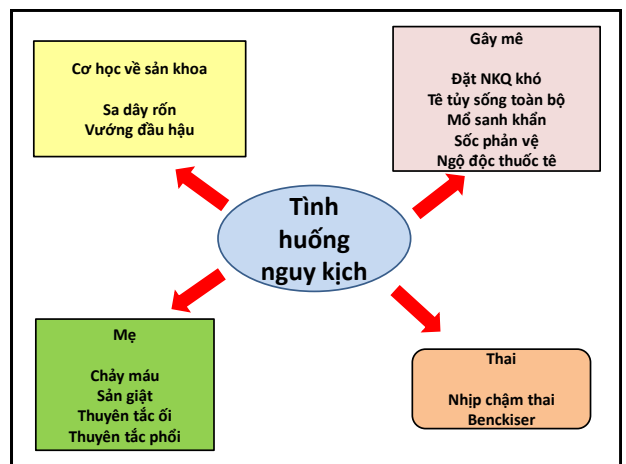 Cơ học về sản khoa
Sa dây rốn
Vướng đầu hậu
Gây mê
Đặt NKQ khó
Tê tủy sống toàn bộ
Mổ sanh khẩn
Sốc phản vệ
Ngộ độc thuốc tê
Tình
huống
nguy kịch
Mẹ
Chảy máu
Sản giật
Thuyên tắc ối
Thuyên tắc phổi
Thai
Nhịp chậm thai
Benckiser